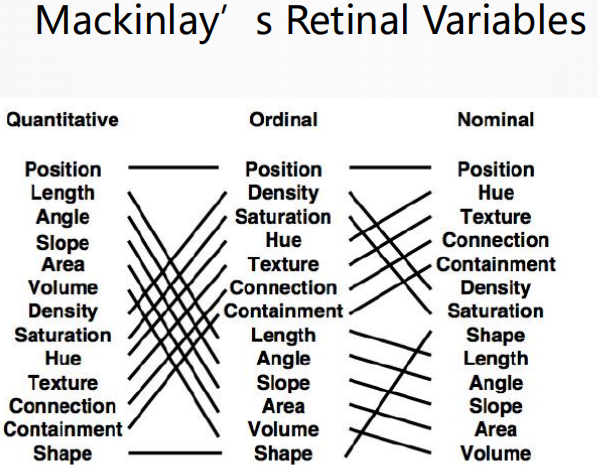 Mackinlay’s Retinal Variables
Quantitative Ordinal Nominal
Position Position Position
Length Density Hue
Angle Saturation Texture
Slope Hue Connection
Area Texture Containment
Volume Connection Density
Density Containment Saturation
Saturation Length Shape
Hue Angle Length
Texture Slope Angle
Connection Area Slope
Containment Volume Area
Shape Shape Volume